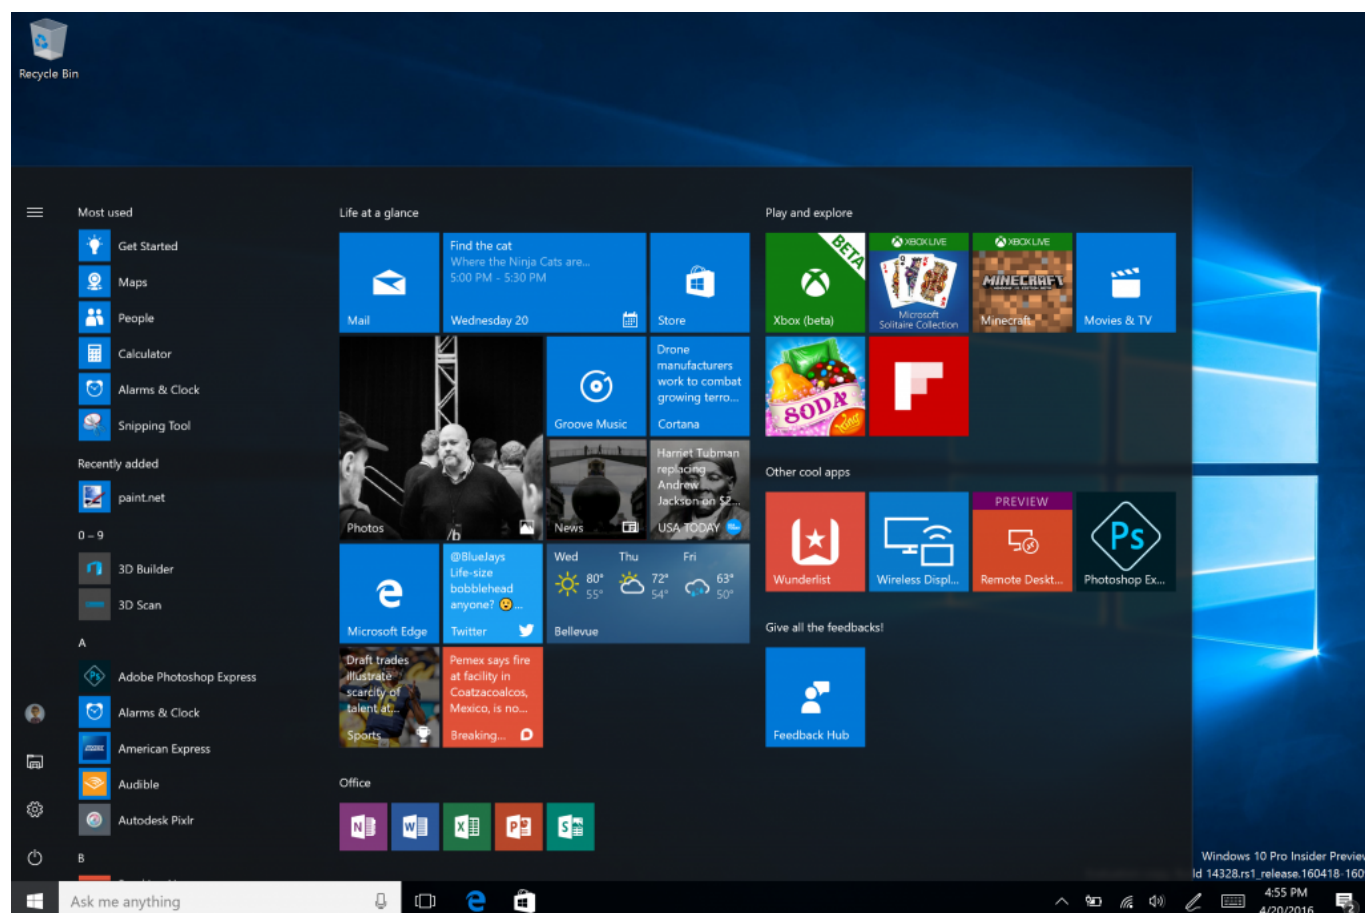 Recycle Bin
Most used
Get Started
Maps
People
Calculator
Alarms & Clock
Snipping Tool
Recently added
paint.net
0 – 9
3D Builder
3D Scan
A
Adobe Photoshop Express
Alarms & Clock
American Express
Audible
Autodesk Pixlr
B
Life at a glance
Mail
Find the cat
Where the Ninja Cats are...
5:00 PM - 5:30 PM
Wednesday 20
Store
Photos
Groove Music
Drone
manufacturers
work to combat
growing terro...
Cortana
News
Harriet Tubman
replacing
Andrew
Jackson on $2...
USA TODAY
Microsoft Edge
@BlueJays
Life-size
bobblehead
anyone? 😮...
Twitter
Wed Thu Fri
80° 72° 63°
55° 54° 50°
Bellevue
Draft trades
illustrate
scarcity of
talent at...
Sports
Pemex says fire
at facility in
Coatzacoalcos,
Mexico, is no...
Breaking...
Office
N
W
X
P
S
Play and explore
BETA
Xbox (beta)
XBOX LIVE
Microsoft
Solitaire Collection
XBOX LIVE
MINECRAFT
Minecraft
Movies & TV
SODA
King
Other cool apps
Wunderlist
Wireless Displ...
PREVIEW
Remote Deskt...
Ps
Photoshop Ex...
Give all the feedbacks!
Feedback Hub
Windows 10 Pro Insider Preview
ld 14328.rs1_release.160418-160
Ask me anything
4:55 PM
4/20/2016
2